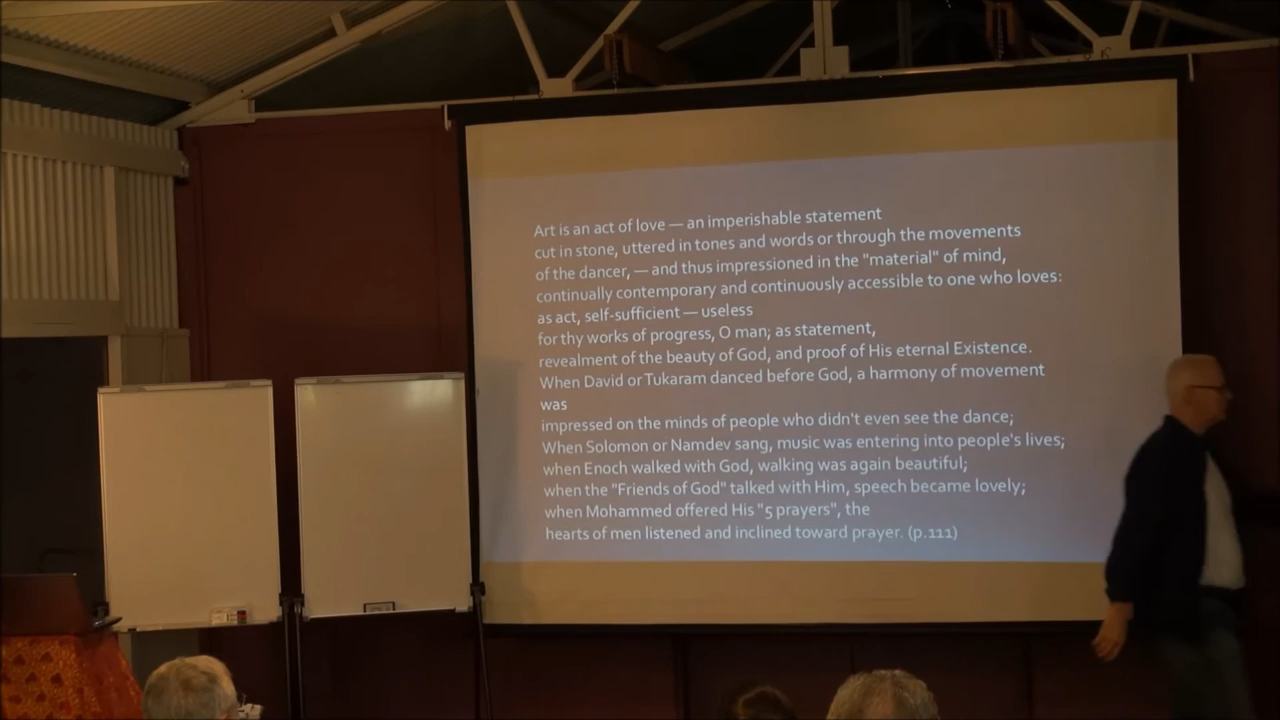 Art is an act of love — an imperishable statement
cut in stone, uttered in tones and words or through the movements
of the dancer, — and thus impressioned in the "material" of mind,
continually contemporary and continuously accessible to one who loves:
as act, self-sufficient — useless
for thy works of progress, O man; as statement,
revealment of the beauty of God, and proof of His eternal Existence.
When David or Tukaram danced before God, a harmony of movement
was
impressed on the minds of people who didn't even see the dance;
When Solomon or Namdev sang, music was entering into people's lives;
when Enoch walked with God, walking was again beautiful;
when the "Friends of God" talked with Him, speech became lovely;
when Mohammed offered His "5 prayers", the
hearts of men listened and inclined toward prayer. (p.111)